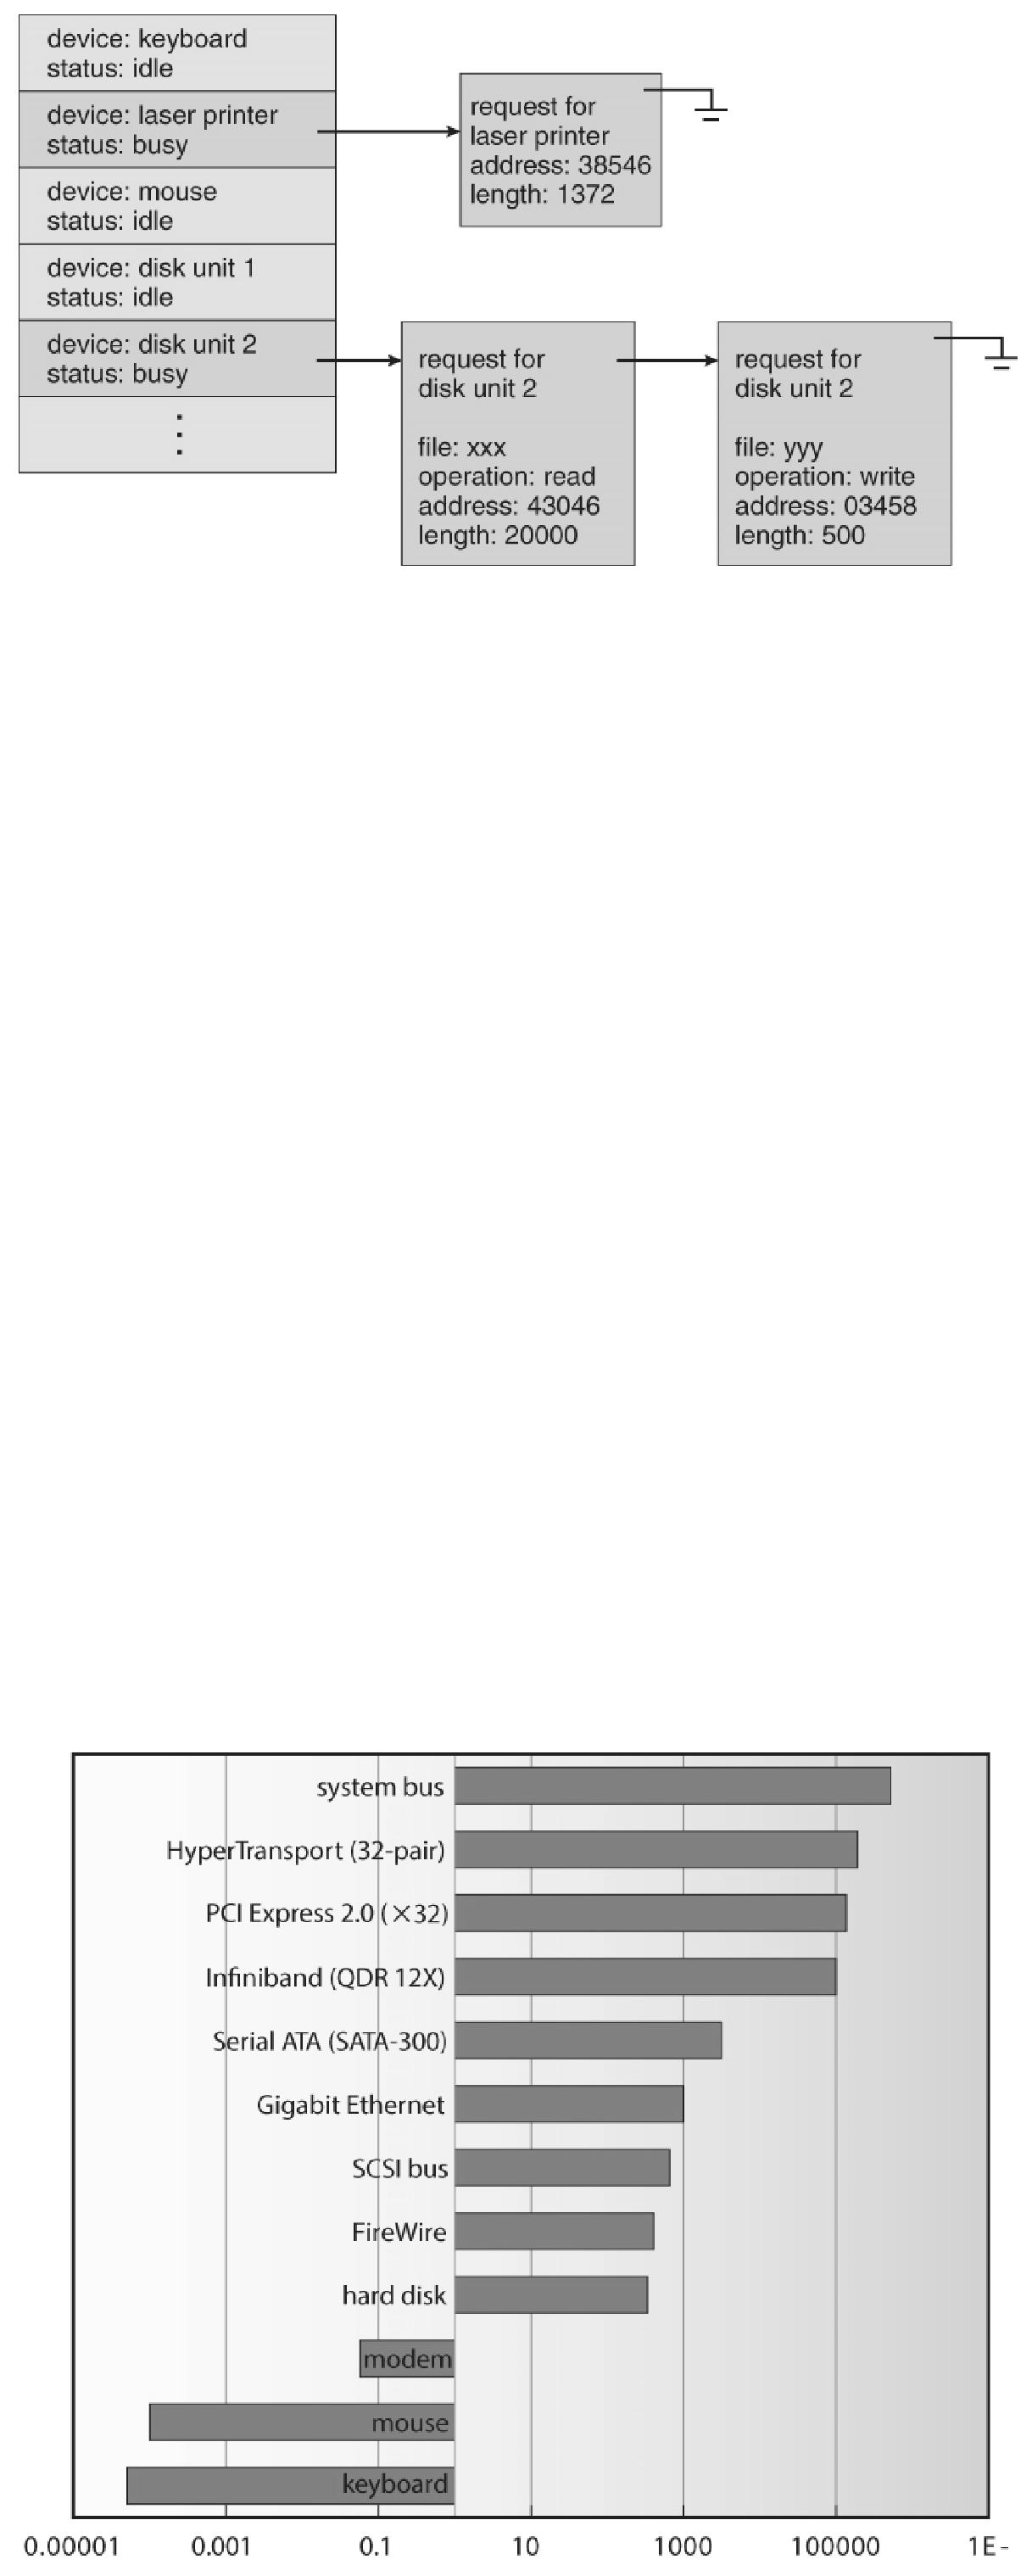 device: keyboard
status: idle
device: laser printer
status: busy
device: mouse
status: idle
device: disk unit 1
status: idle
device: disk unit 2
status: busy
request for
laser printer
address: 38546
length: 1372
request for
disk unit 2
file: xxx
operation: read
address: 43046
length: 20000
request for
disk unit 2
file: yyy
operation: write
address: 03458
length: 500
system bus
HyperTransport (32-pair)
PCI Express 2.0 (×32)
Infiniband (QDR 12X)
Serial ATA (SATA-300)
Gigabit Ethernet
SCSI bus
FireWire
hard disk
modem
mouse
keyboard
0.00001 0.001 0.1 10 1000 100000 1E-